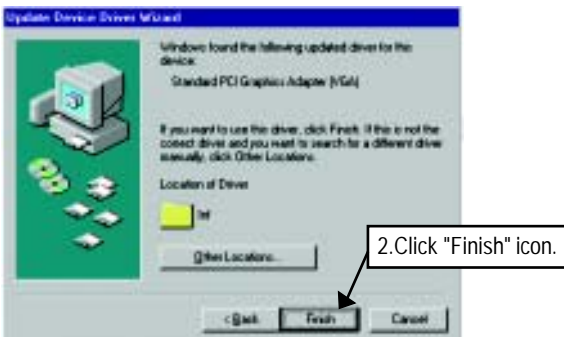 Update Device Driver Wizard
Windows found the following updated driver for this
device:
Standard PCI Graphics Adapter (VGA)
If you want to use this driver, click Finish. If this is not the
correct driver and you want to search for a different driver
manually, click Other Locations.
Location of Driver
Inf
Other Locations...
2.Click "Finish" icon.
< Back
Finish
Cancel